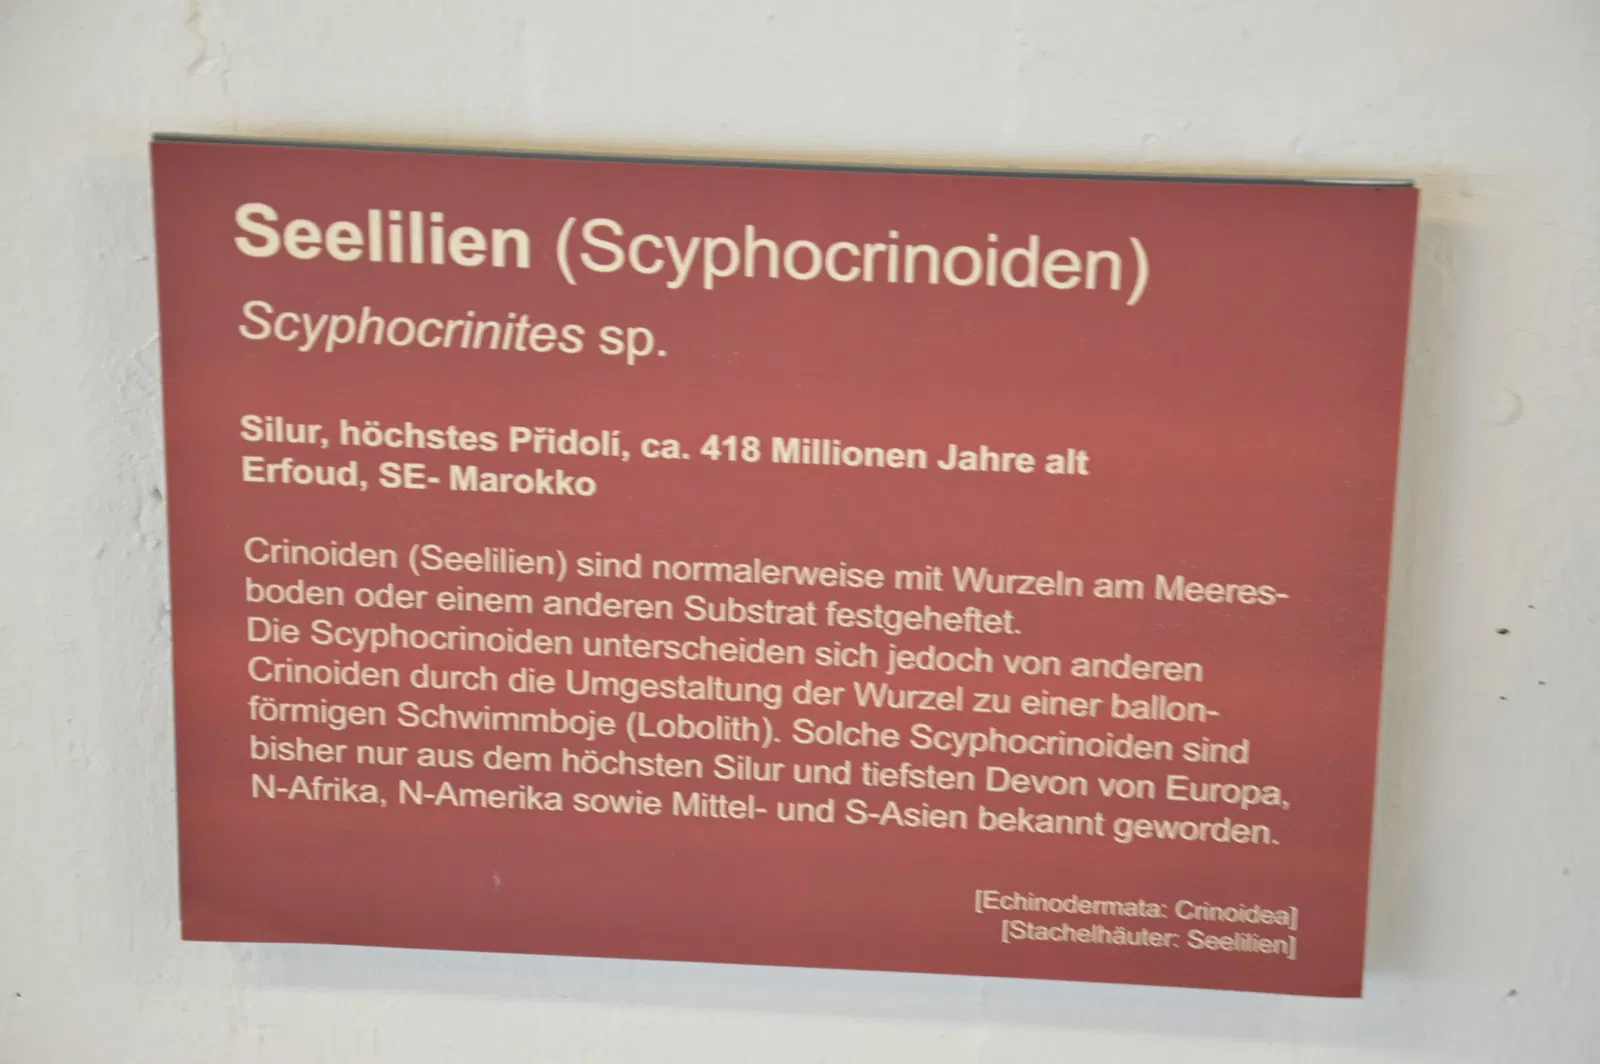 Seelilien (Scyphocrinoiden)
Scyphocrinites sp.
Silur, höchstes Přidolí, ca. 418 Millionen Jahre alt
Erfoud, SE- Marokko
Crinoiden (Seelilien) sind normalerweise mit Wurzeln am Meeres-
boden oder einem anderen Substrat festgeheftet.
Die Scyphocrinoiden unterscheiden sich jedoch von anderen
Crinoiden durch die Umgestaltung der Wurzel zu einer ballon-
förmigen Schwimmboje (Lobolith). Solche Scyphocrinoiden sind
bisher nur aus dem höchsten Silur und tiefsten Devon von Europa,
N-Afrika, N-Amerika sowie Mittel- und S-Asien bekannt geworden.
[Echinodermata: Crinoidea]
[Stachelhäuter: Seelilien]